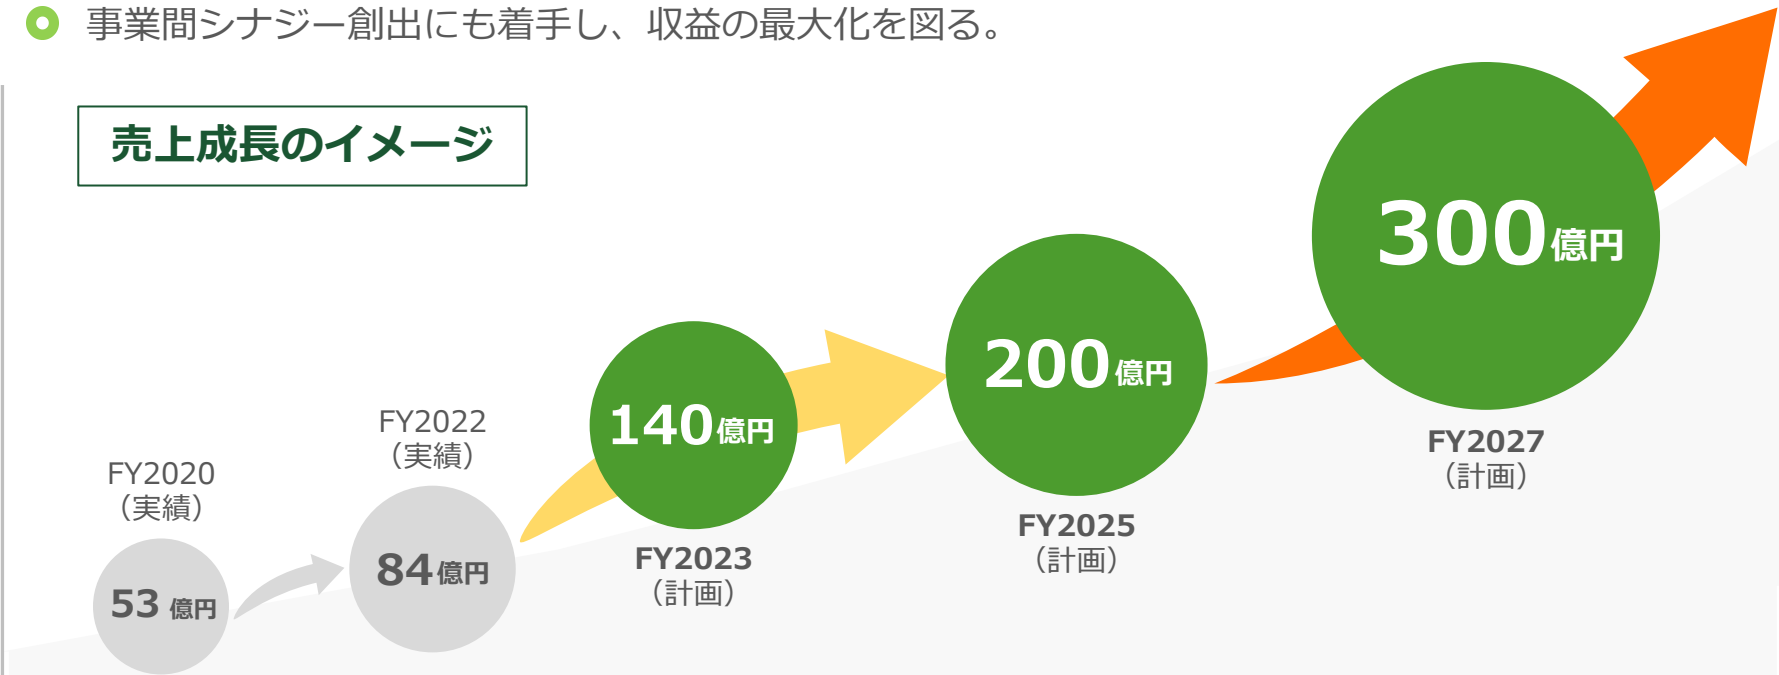 事業間シナジー創出にも着手し、収益の最大化を図る。
売上成長のイメージ
FY2020
（実績）
53 億円
FY2022
（実績）
84億円
140億円
FY2023
（計画）
200億円
FY2025
（計画）
300億円
FY2027
（計画）